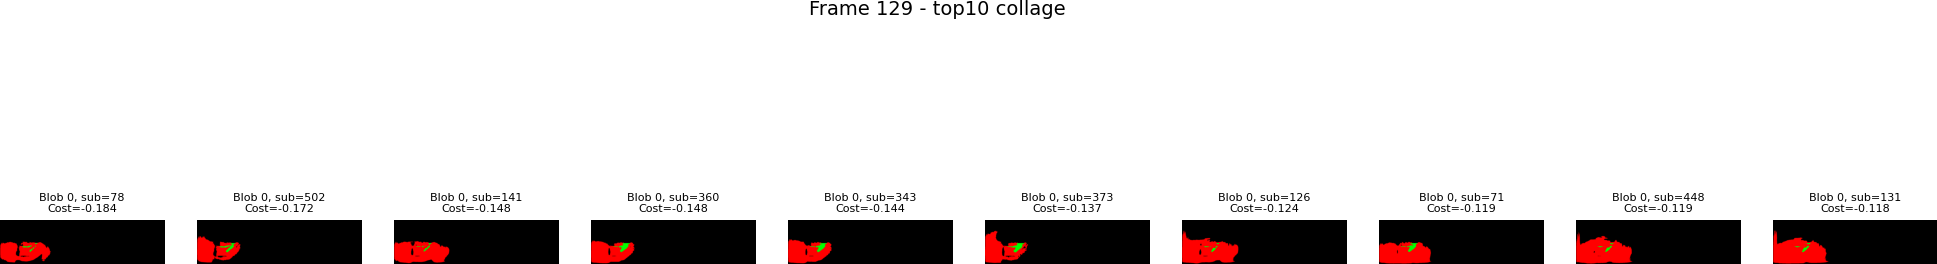 Frame 129 - top10 collage
Blob 0, sub=78
Cost=-0.184
Blob 0, sub=502
Cost=-0.172
Blob 0, sub=141
Cost=-0.148
Blob 0, sub=360
Cost=-0.148
Blob 0, sub=343
Cost=-0.144
Blob 0, sub=373
Cost=-0.137
Blob 0, sub=126
Cost=-0.124
Blob 0, sub=71
Cost=-0.119
Blob 0, sub=448
Cost=-0.119
Blob 0, sub=131
Cost=-0.118